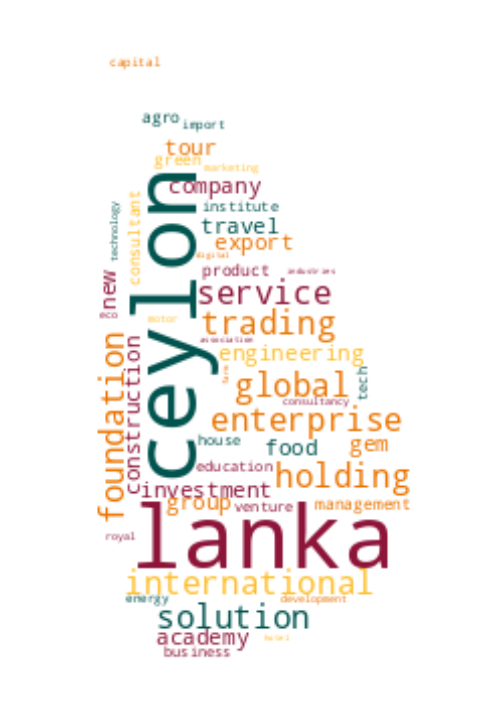 capital
agro
import
tour
green
marketing
company
consultant
institute
technology
travel
export
digital
ceylon
product
industries
new
service
eco
motor
trading
association
engineering
foundation
construction
farm
global
tech
consultancy
enterprise
house
food
gem
education
holding
investment
group
venture
management
lanka
royal
international
energy
development
solution
academy
hotel
business